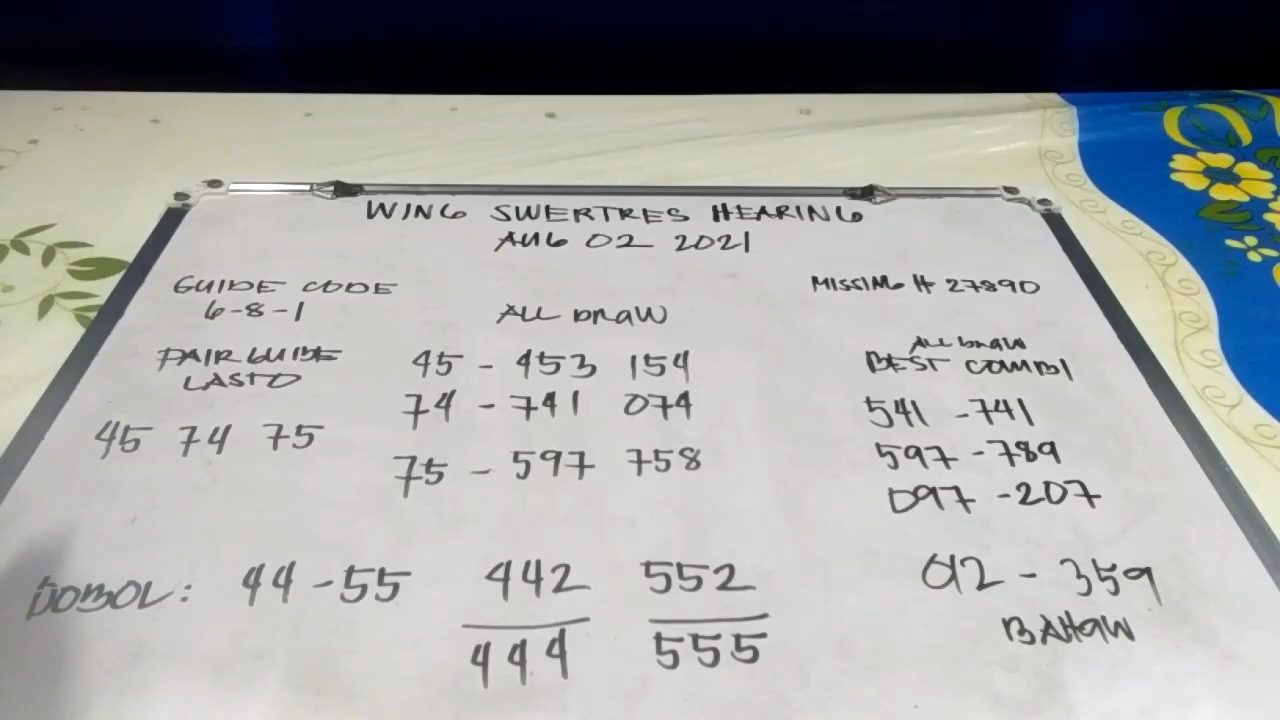 WING SWERTRES HEARING
AUG 02 2021
GUIDE CODE
6-8-1
PAIR GUIDE
LASTO
45 74 75
ALL DRAW
45 - 453 154
74 - 741 074
75 - 597 758
MISSING # 27890
ALL DRAW
BEST COMBI
541 - 741
597 - 789
097 - 207
DOBOL: 44 - 55
442
444
552
555
012 - 359
BAHAW